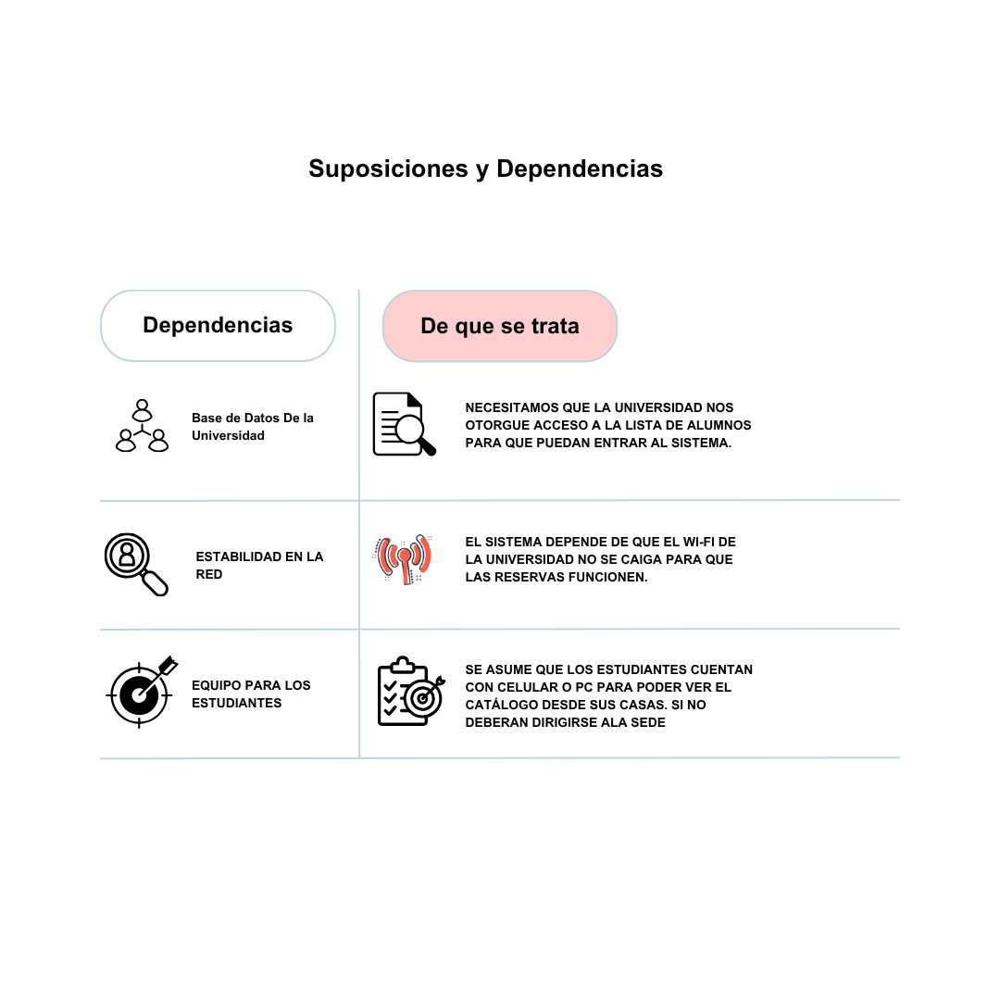 Suposiciones y Dependencias
Dependencias
De que se trata
Base de Datos De la
Universidad
NECESITAMOS QUE LA UNIVERSIDAD NOS
OTORGUE ACCESO A LA LISTA DE ALUMNOS
PARA QUE PUEDAN ENTRAR AL SISTEMA.
ESTABILIDAD EN LA
RED
EL SISTEMA DEPENDE DE QUE EL WI-FI DE
LA UNIVERSIDAD NO SE CAIGA PARA QUE
LAS RESERVAS FUNCIONEN.
EQUIPO PARA LOS
ESTUDIANTES
SE ASUME QUE LOS ESTUDIANTES CUENTAN
CON CELULAR O PC PARA PODER VER EL
CATÁLOGO DESDE SUS CASAS. SI NO
DEBERAN DIRIGIRSE ALA SEDE